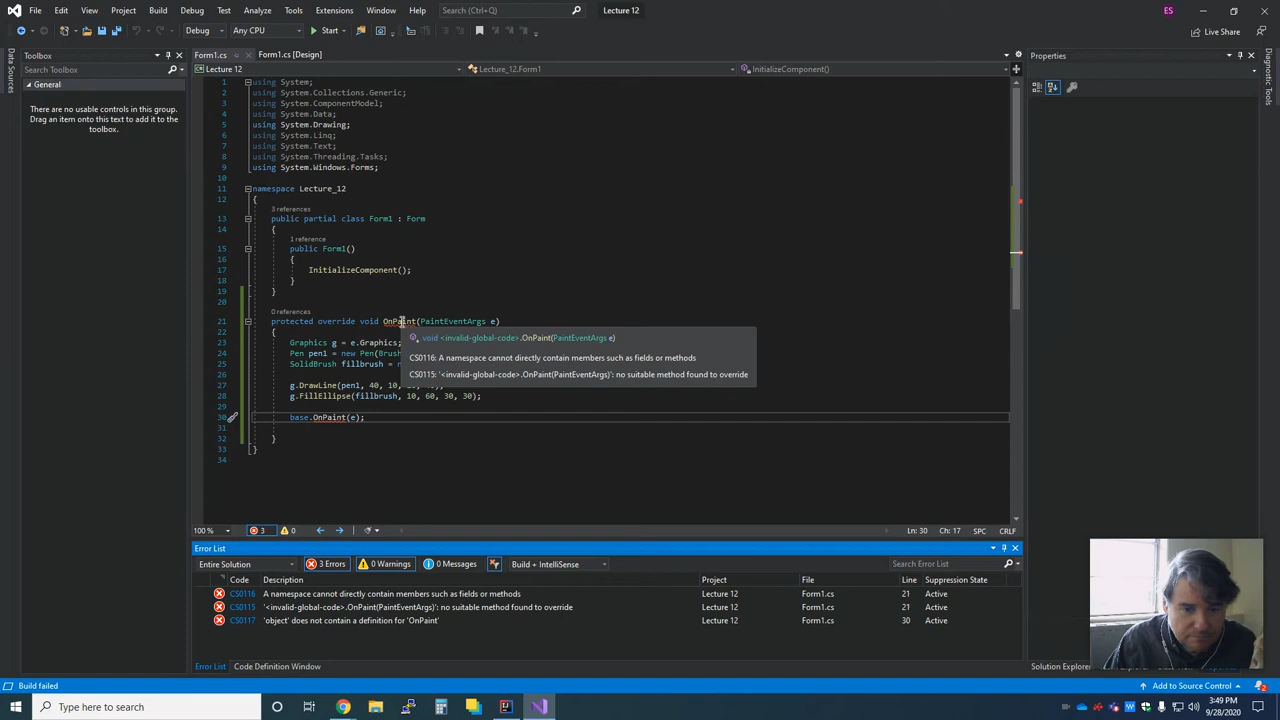 File Edit View Project Build Debug Test Analyze Tools Extensions Window Help Search (Ctrl+Q) Lecture 12 ES
Debug Any CPU Start Live Share
Data Sources
Toolbox
Search Toolbox
General
There are no usable controls in this group.
Drag an item onto this text to add it to the
toolbox.
Form1.cs Form1.cs [Design]
Lecture 12 Lecture_12.Form1 InitializeComponent()
1 using System;
2 using System.Collections.Generic;
3 using System.ComponentModel;
4 using System.Data;
5 using System.Drawing;
6 using System.Linq;
7 using System.Text;
8 using System.Threading.Tasks;
9 using System.Windows.Forms;
10
11 namespace Lecture_12
12 {
3 references
13 public partial class Form1 : Form
14 {
1 reference
15 public Form1()
16 {
17 InitializeComponent();
18 }
19 }
20
0 references
21 protected override void OnPaint(PaintEventArgs e)
22 {
23 Graphics g = e.Graphics;
24 Pen pen1 = new Pen(Brush
25 SolidBrush fillbrush = n
26
27 g.DrawLine(pen1, 40, 10,
28 g.FillEllipse(fillbrush, 10, 60, 30, 30);
29
30 base.OnPaint(e);
31
32 }
33 }
34
void <invalid-global-code>.OnPaint(PaintEventArgs e)
CS0116: A namespace cannot directly contain members such as fields or methods
CS0115: '<invalid-global-code>.OnPaint(PaintEventArgs)': no suitable method found to override
100 % 3 0 Ln: 30 Ch: 17 SPC CRLF
Properties
Diagnostic Tools
Error List
Entire Solution 3 Errors 0 Warnings 0 Messages Build + IntelliSense Search Error List
Code Description Project File Line Suppression State
CS0116 A namespace cannot directly contain members such as fields or methods Lecture 12 Form1.cs 21 Active
CS0115 '<invalid-global-code>.OnPaint(PaintEventArgs)': no suitable method found to override Lecture 12 Form1.cs 21 Active
CS0117 'object' does not contain a definition for 'OnPaint' Lecture 12 Form1.cs 30 Active
Error List Code Definition Window
Solution Explorer
Build failed Add to Source Control 2
Type here to search
3:49 PM
9/28/2020